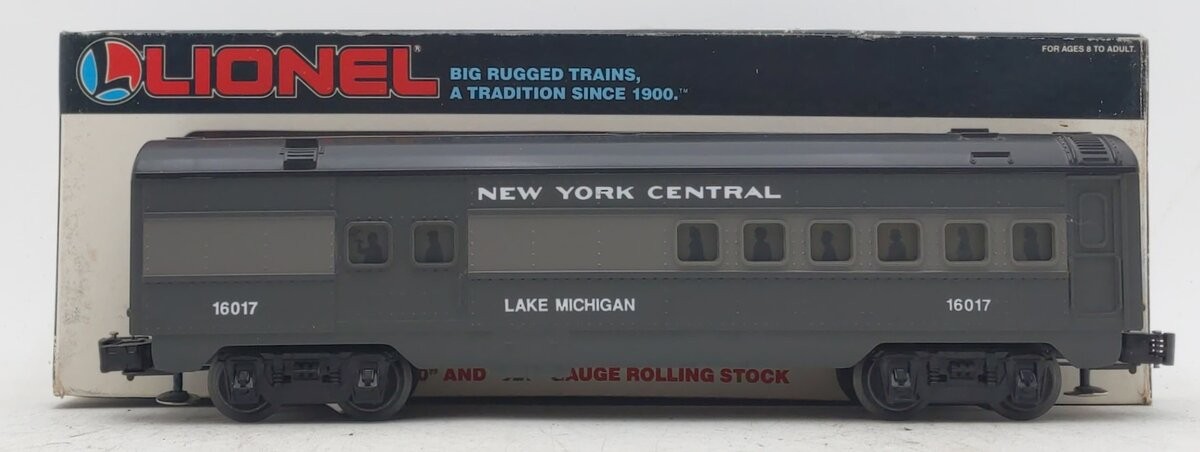 LIONEL®
BIG RUGGED TRAINS,
A TRADITION SINCE 1900.™
FOR AGES 8 TO ADULT.
NEW YORK CENTRAL
16017
LAKE MICHIGAN
16017
AND
GAUGE ROLLING STOCK